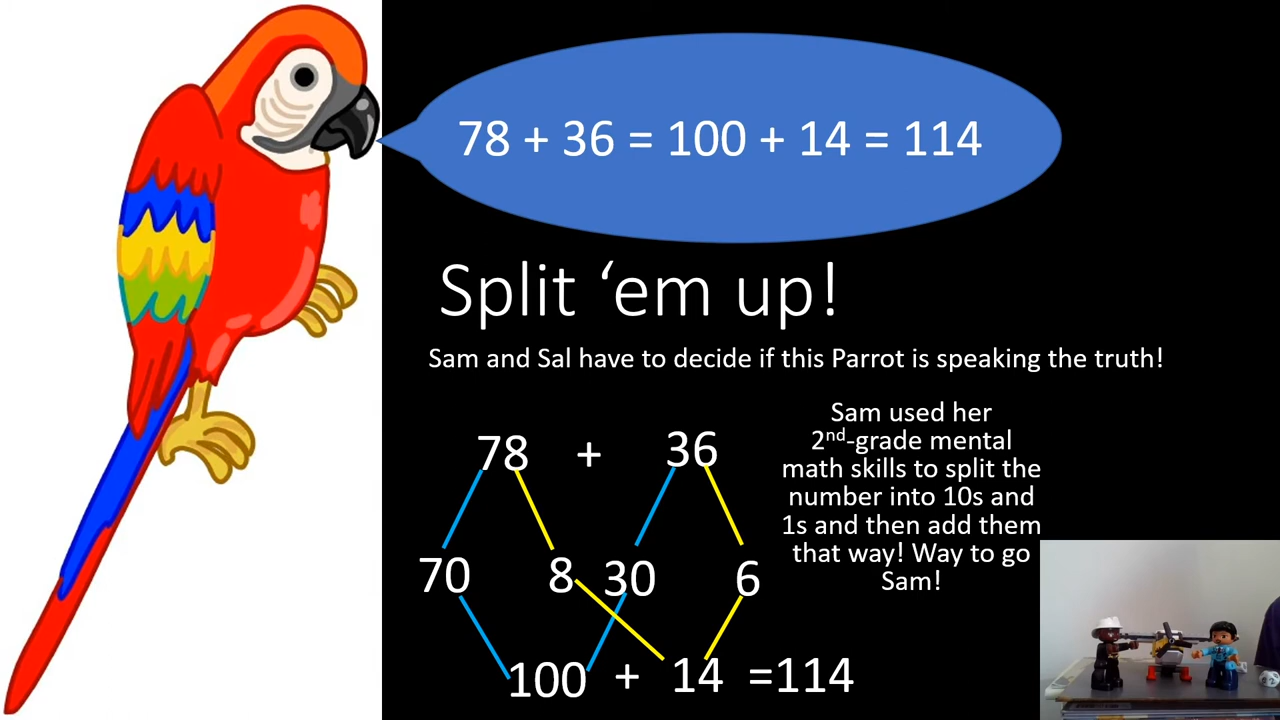 78 + 36 = 100 + 14 = 114
Split ‘em up!
Sam and Sal have to decide if this Parrot is speaking the truth!
Sam used her
2nd-grade mental
math skills to split the
number into 10s and
1s and then add them
that way! Way to go
Sam!
78 + 36
70 8 30 6
100 + 14 =114